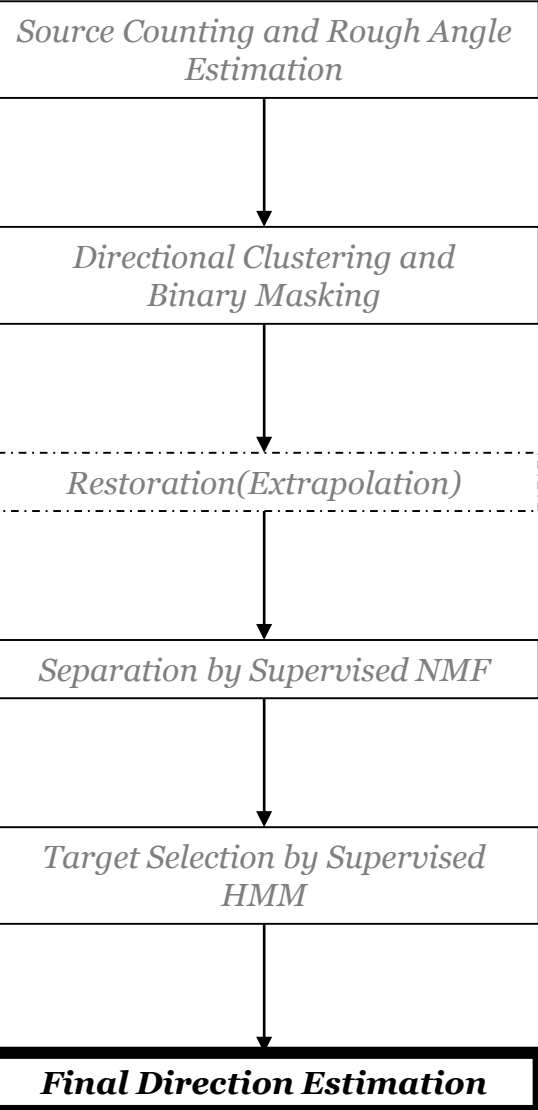 Source Counting and Rough Angle
Estimation
Directional Clustering and
Binary Masking
Restoration(Extrapolation)
Separation by Supervised NMF
Target Selection by Supervised
HMM
Final Direction Estimation